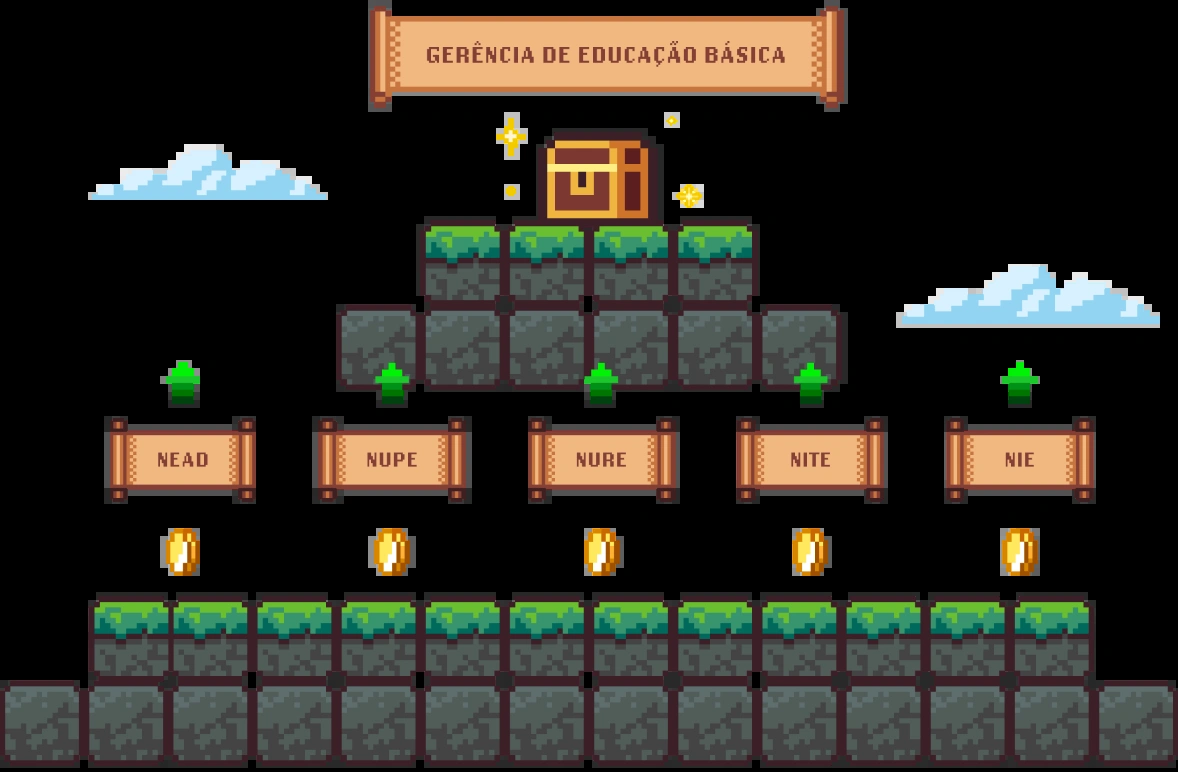 GERÊNCIA DE EDUCAÇÃO BÁSICA
NEAD
NUPE
NURE
NITE
NIE